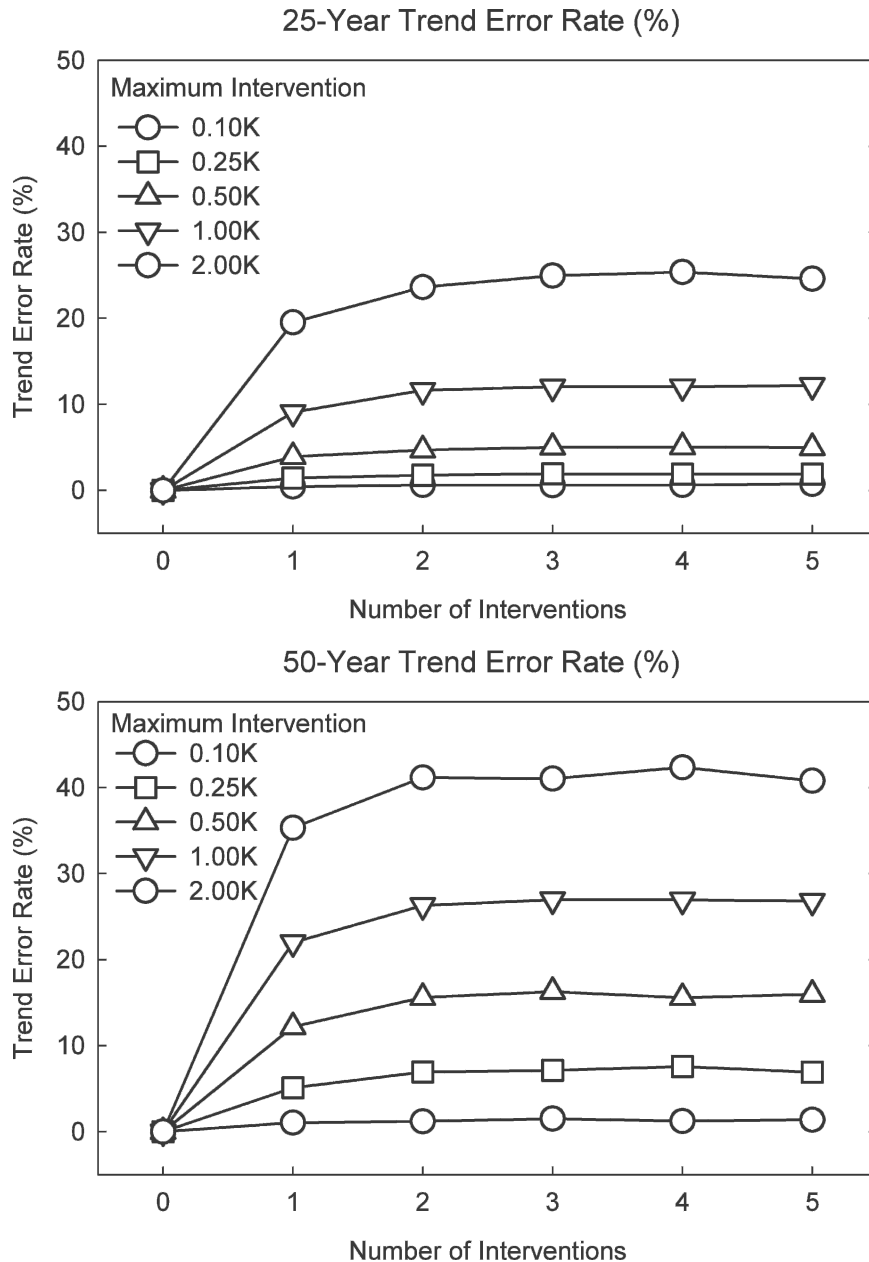 25-Year Trend Error Rate (%)
50
Maximum Intervention
0.10K
40
0.25K
0.50K
30
1.00K
2.00K
20
10
0
Trend Error Rate (%)
0 1 2 3 4 5
Number of Interventions
50-Year Trend Error Rate (%)
50
Maximum Intervention
0.10K
40
0.25K
0.50K
1.00K
30
2.00K
20
10
0
Trend Error Rate (%)
0 1 2 3 4 5
Number of Interventions